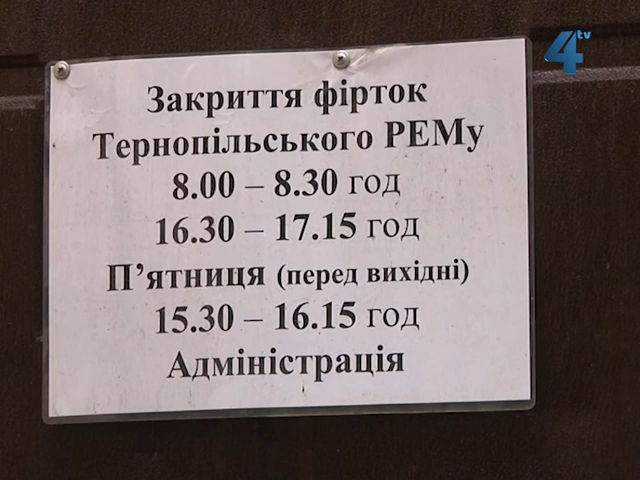 4tv
Закриття фірток
Тернопільського РЕМу
8.00 – 8.30 год
16.30 – 17.15 год
П’ятниця (перед вихідні)
15.30 – 16.15 год
Адміністрація